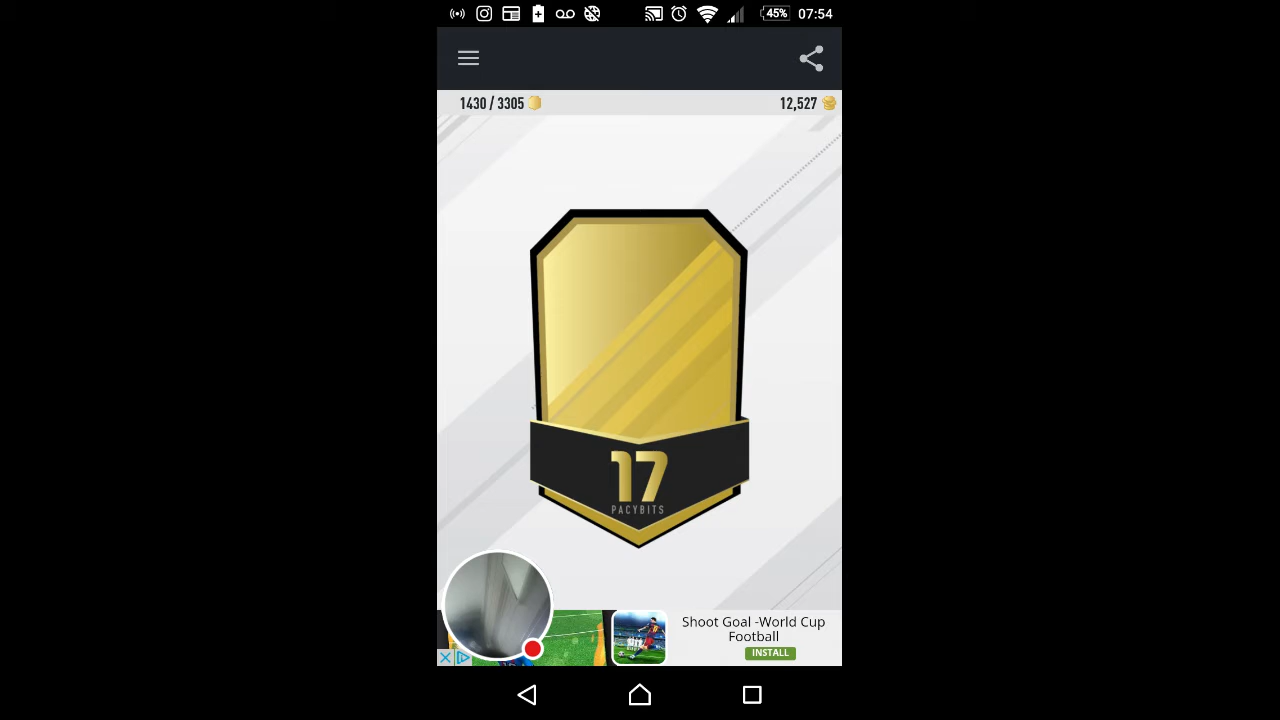 45% 07:54
1430 / 3305 12,527
17
PACYBITS
Shoot Goal -World Cup
Football
INSTALL